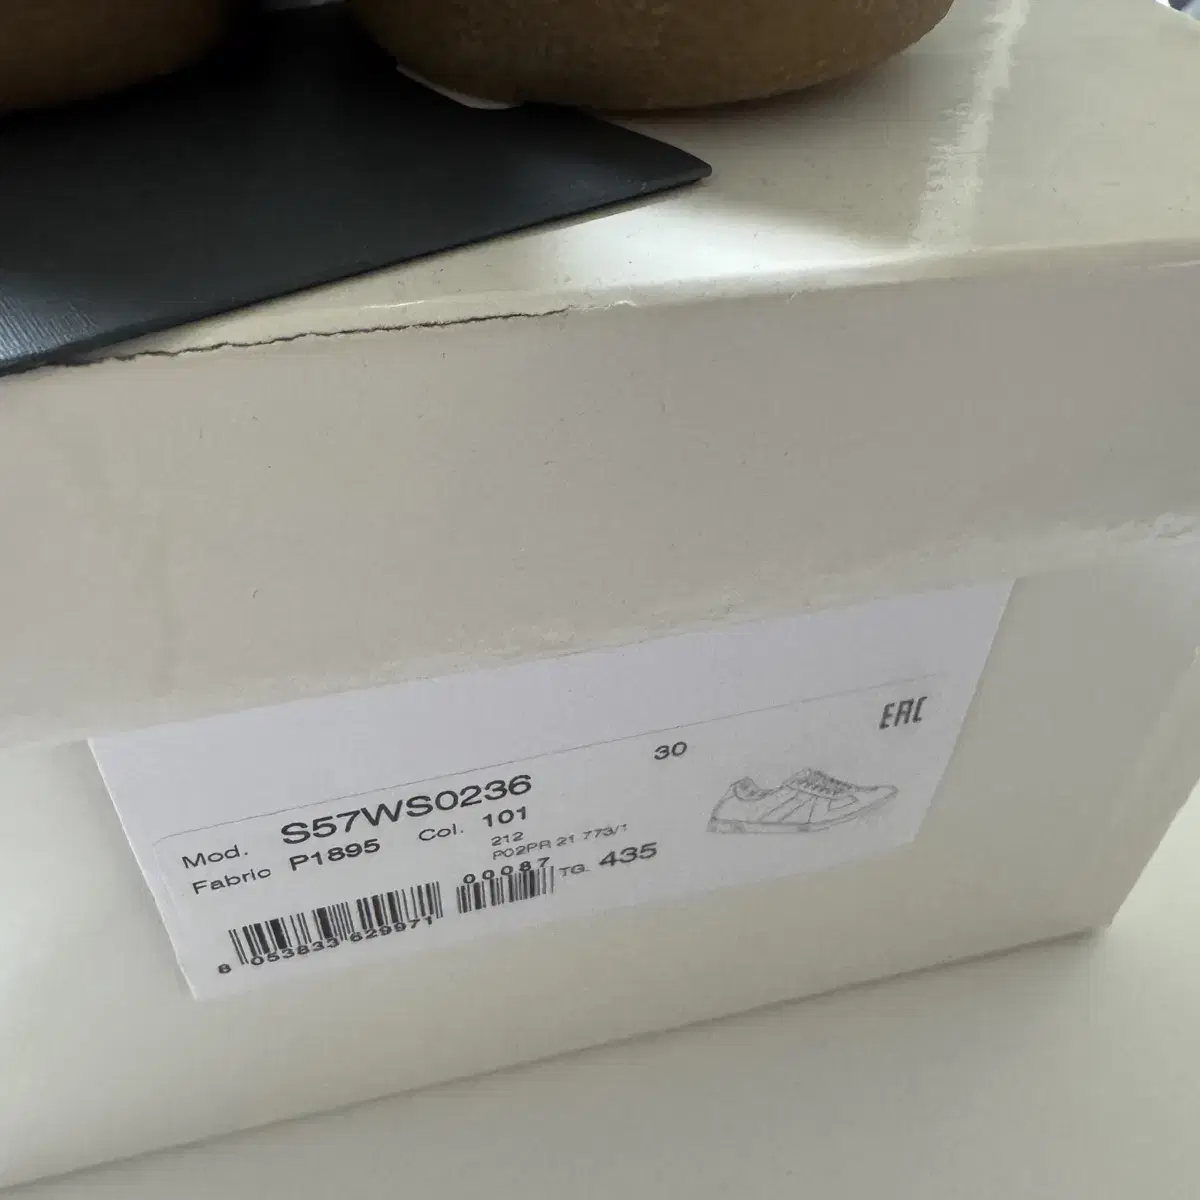 30
EAC
Mod. S57WS0236
Fabric P1895 Col. 101
212
P02PR 21 773/1
00087 TG. 435
8 053833 629971